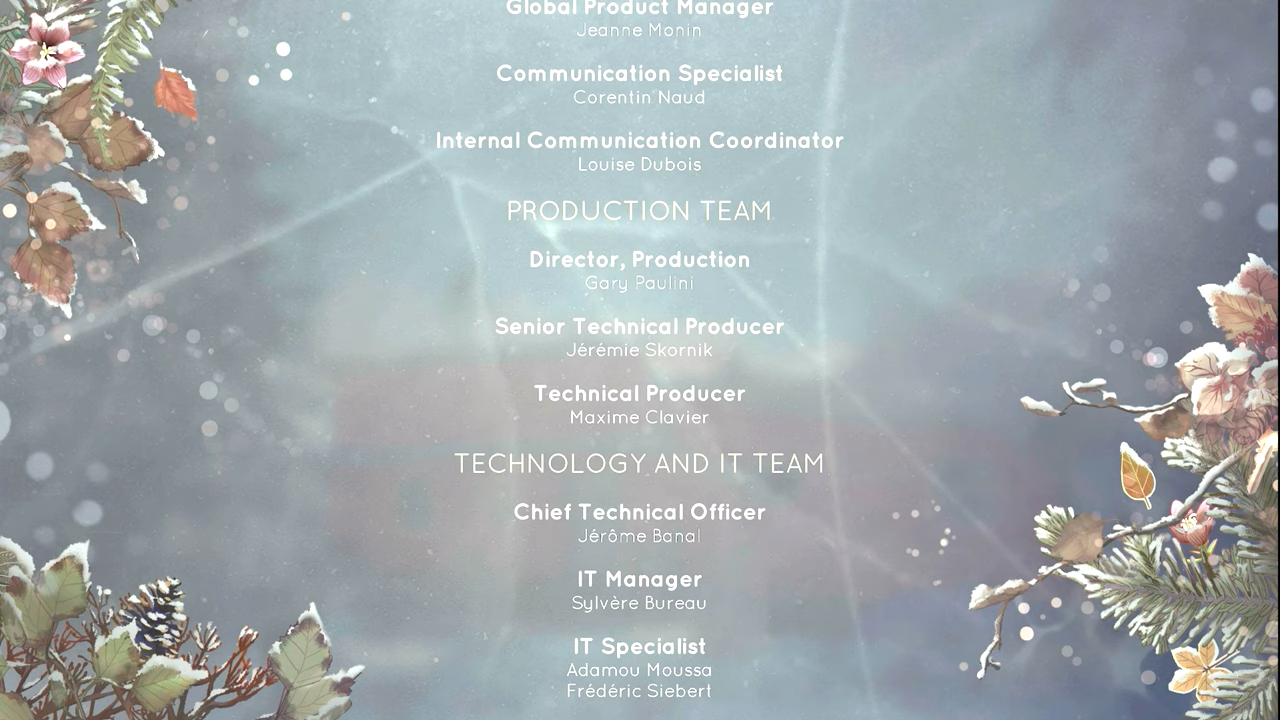 Global Product Manager
Jeanne Monin
Communication Specialist
Corentin Naud
Internal Communication Coordinator
Louise Dubois
PRODUCTION TEAM
Director, Production
Gary Paulini
Senior Technical Producer
Jérémie Skornik
Technical Producer
Maxime Clavier
TECHNOLOGY AND IT TEAM
Chief Technical Officer
Jérôme Banal
IT Manager
Sylvère Bureau
IT Specialist
Adamou Moussa
Frédéric Siebert